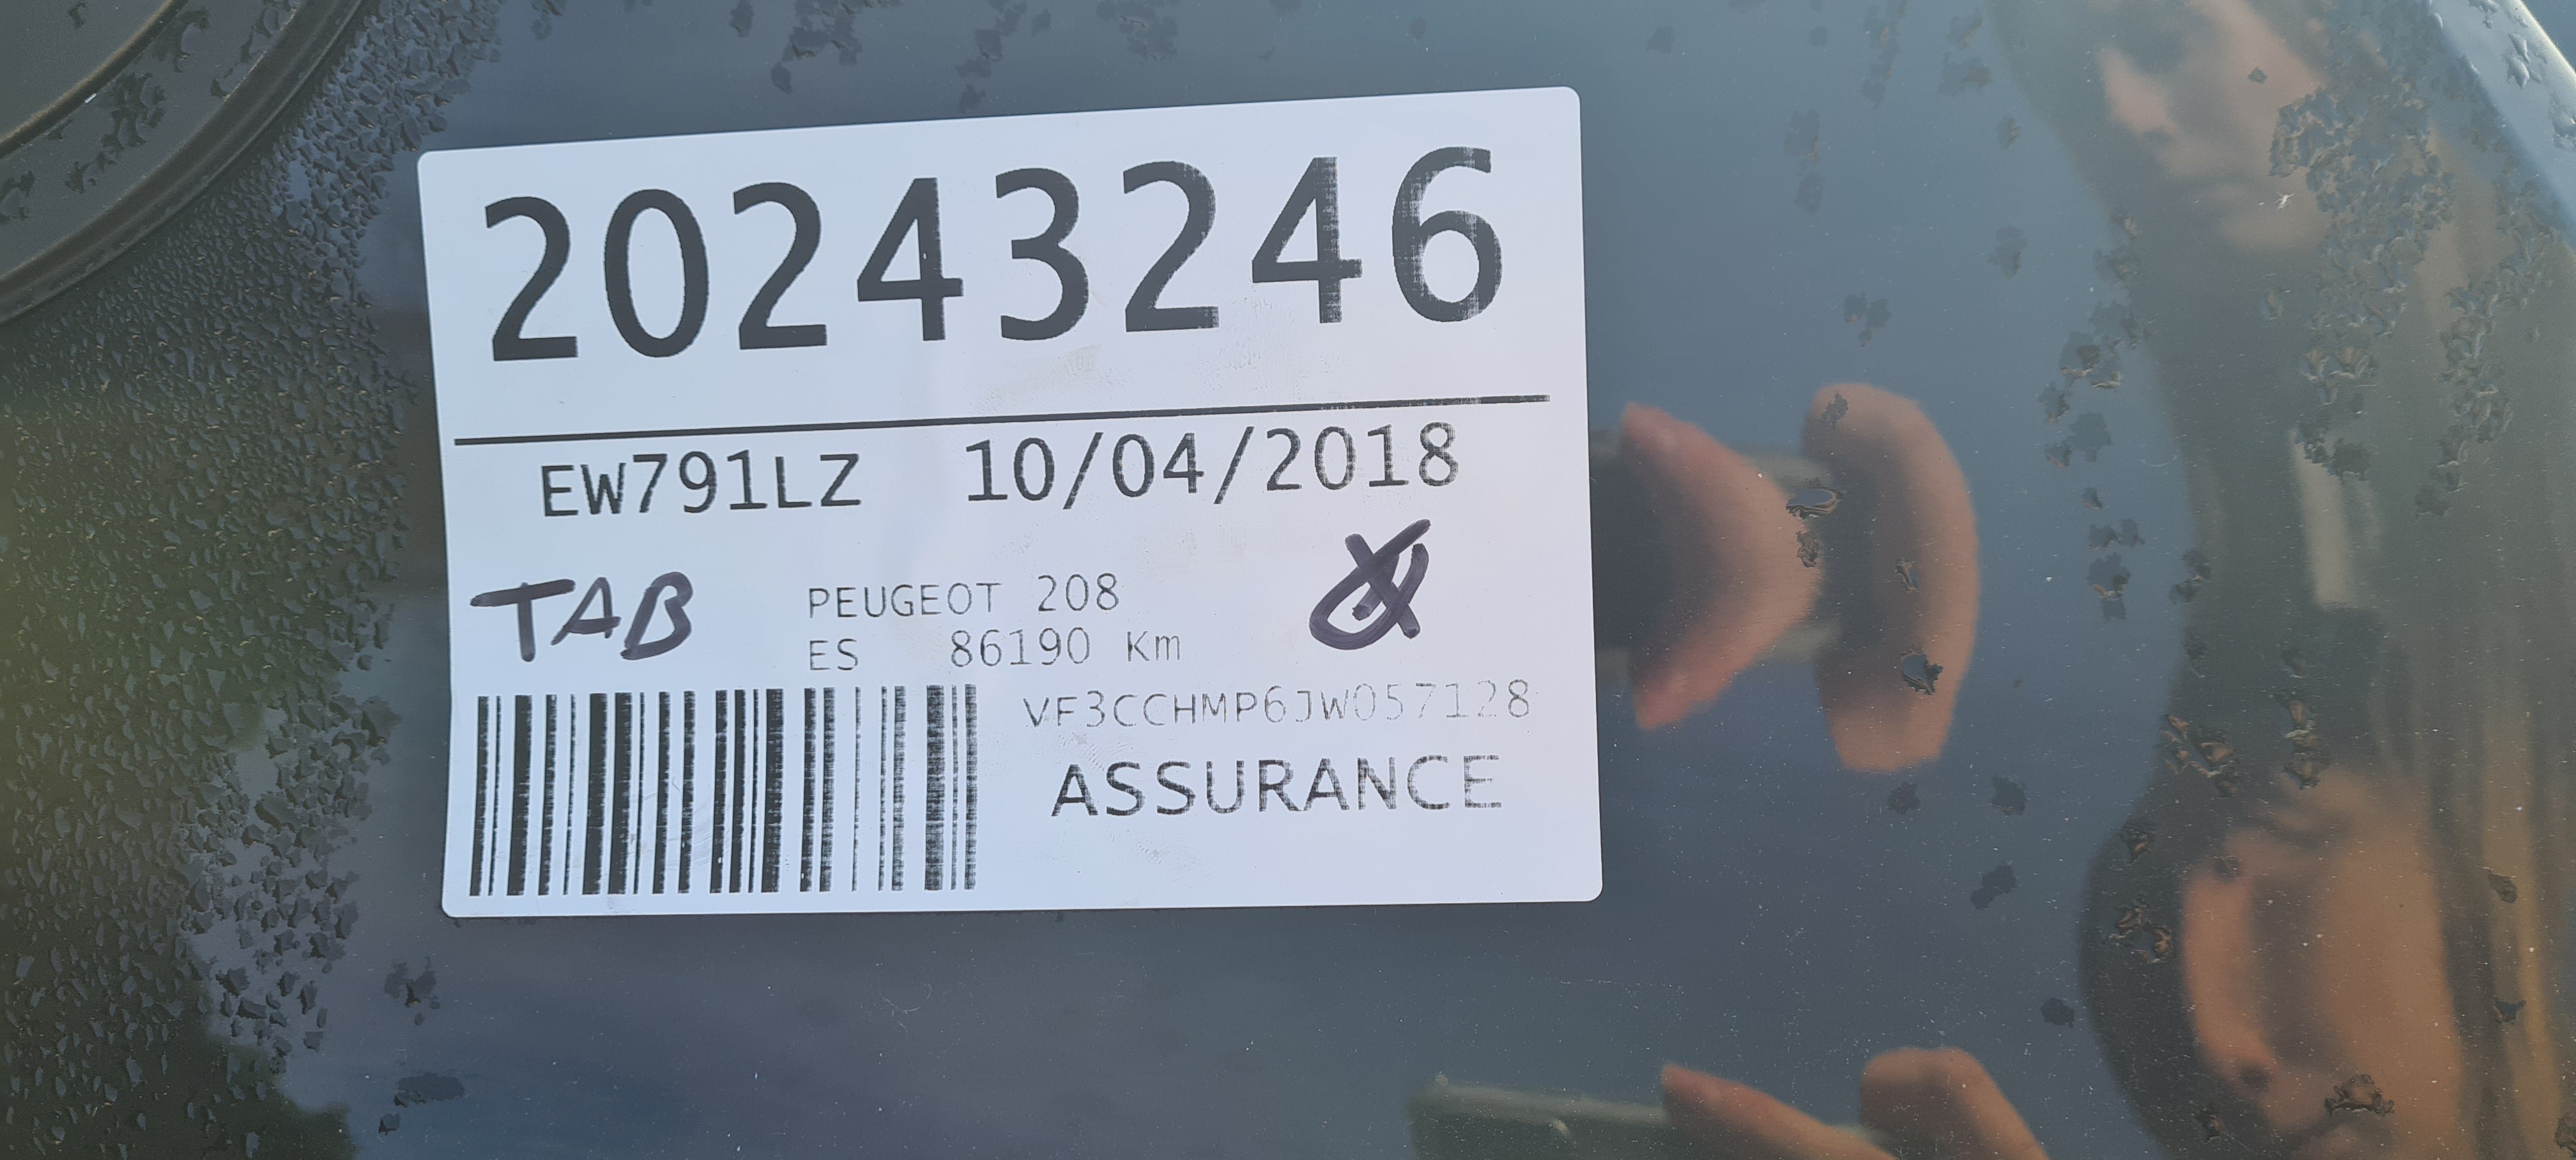 20243246
EW791LZ 10/04/2018
TAB
PEUGEOT 208
ES 86190 Km
VF3CCHMP6JW057128
ASSURANCE